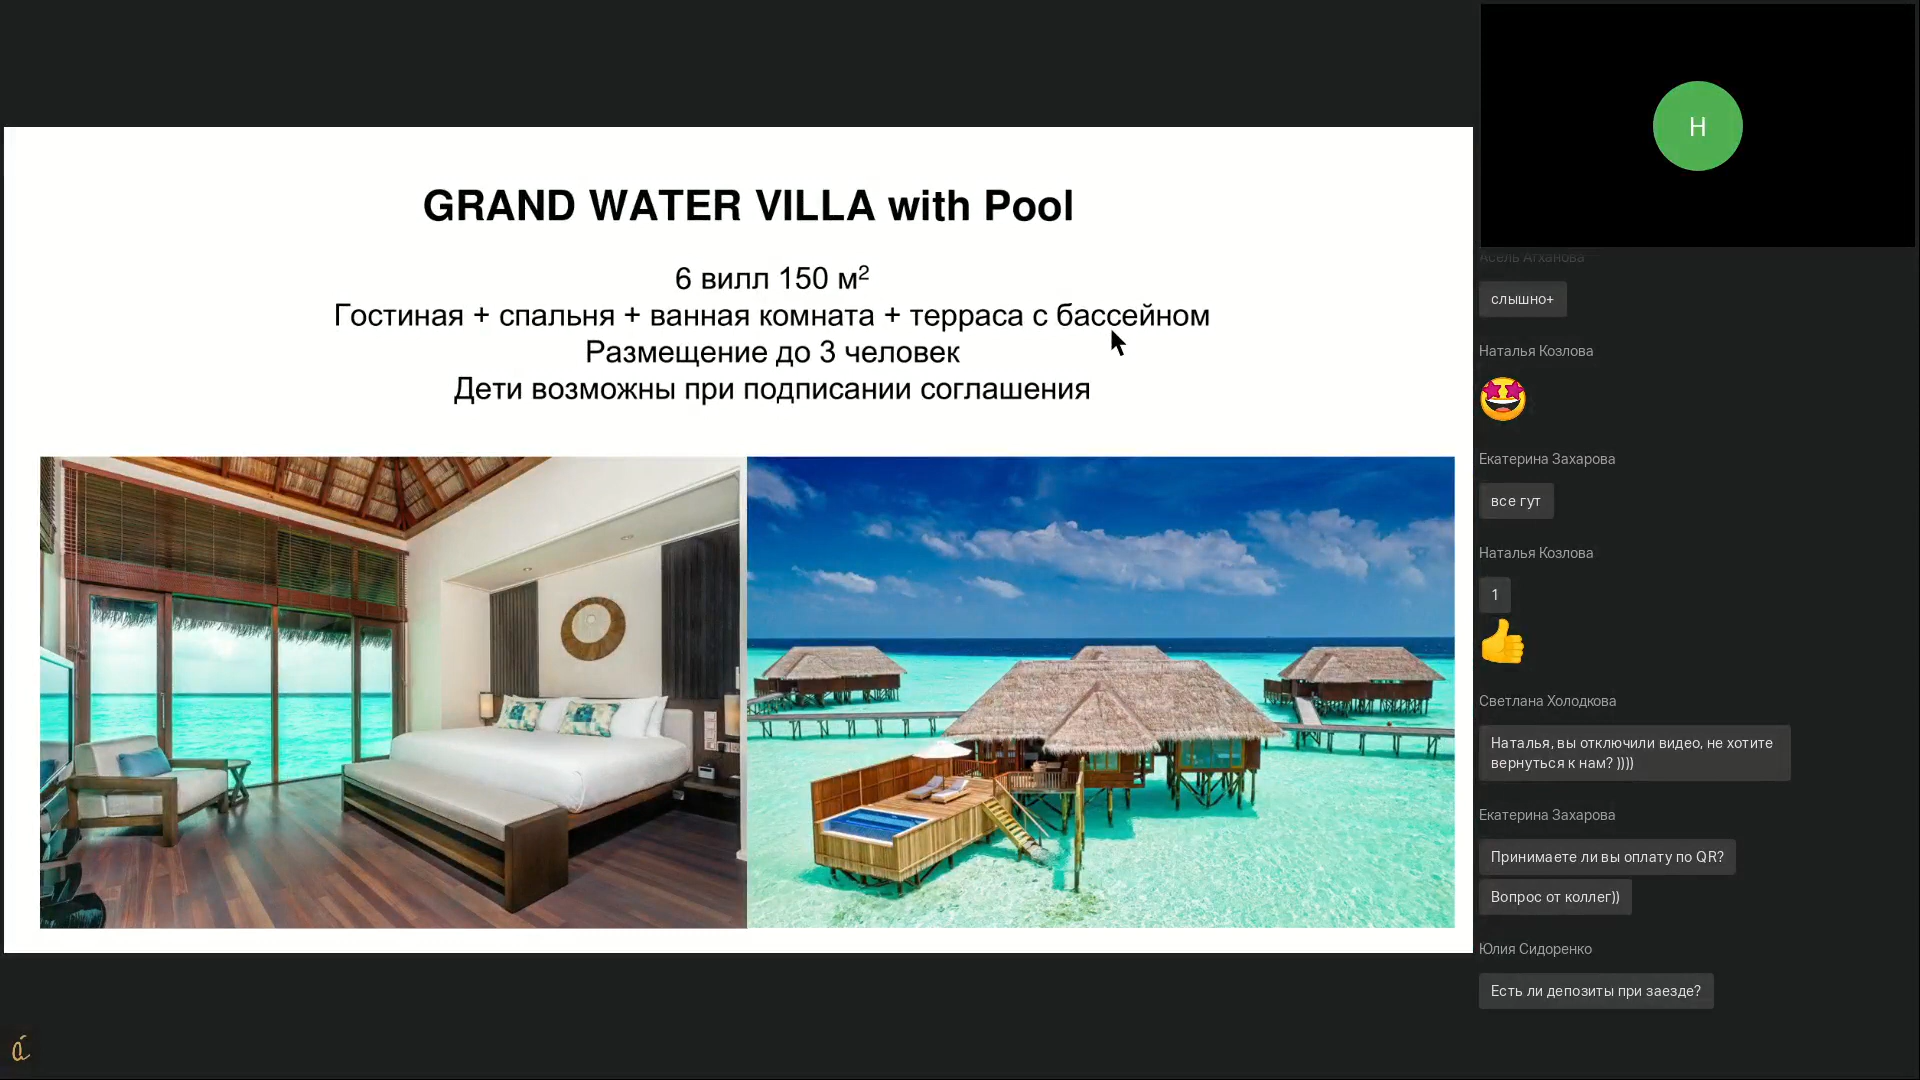 GRAND WATER VILLA with Pool
6 вилл 150 м²
Гостиная + спальня + ванная комната + терраса с бассейном
Размещение до 3 человек
Дети возможны при подписании соглашения
Н
Асель Агханова
слышно+
Наталья Козлова
Екатерина Захарова
все гут
Наталья Козлова
1
Светлана Холодкова
Наталья, вы отключили видео, не хотите
вернуться к нам? ))))
Екатерина Захарова
Принимаете ли вы оплату по QR?
Вопрос от коллег))
Юлия Сидоренко
Есть ли депозиты при заезде?
á